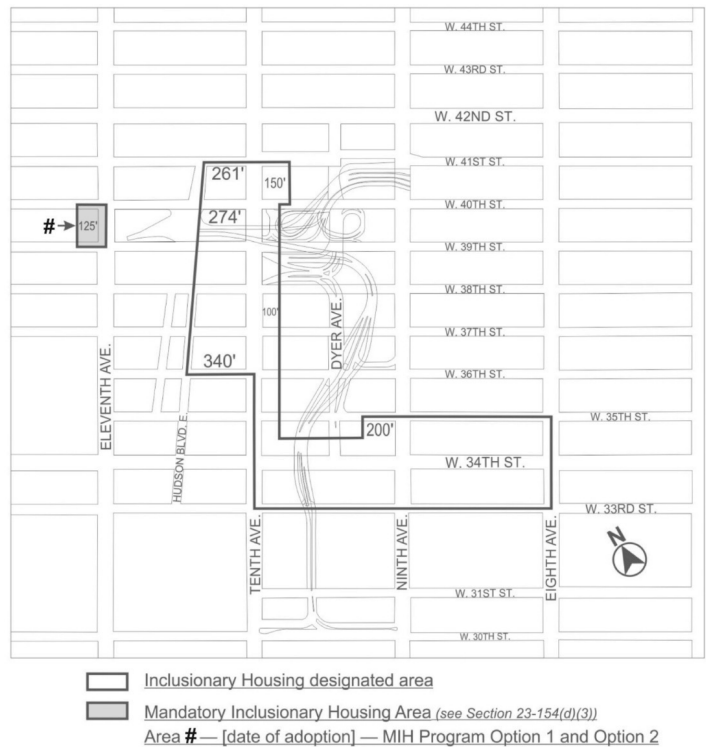 W. 44TH ST.
W. 43RD ST.
W. 42ND ST.
W. 41ST ST.
261'
150'
W. 40TH ST.
# 125'
274'
W. 39TH ST.
W. 38TH ST.
100'
DYER AVE.
W. 37TH ST.
340'
W. 36TH ST.
ELEVENTH AVE.
HUDSON BLVD. E.
W. 35TH ST.
200'
W. 34TH ST.
W. 33RD ST.
TENTH AVE.
NINTH AVE.
EIGHTH AVE.
N
W. 31ST ST.
W. 30TH ST.
Inclusionary Housing designated area
Mandatory Inclusionary Housing Area (see Section 23-154(d)(3))
Area # — [date of adoption] — MIH Program Option 1 and Option 2